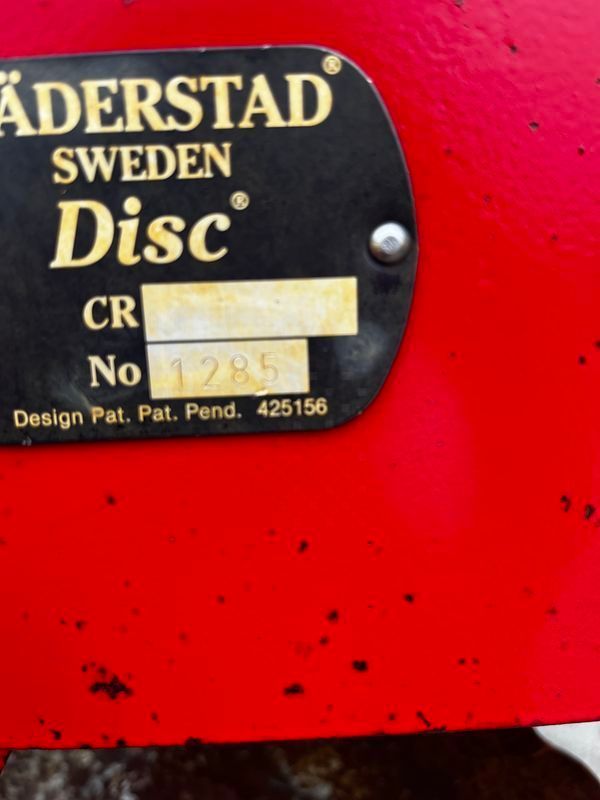 ÄDERSTAD®
SWEDEN
Disc®
CR
No 1285
Design Pat. Pat. Pend. 425156